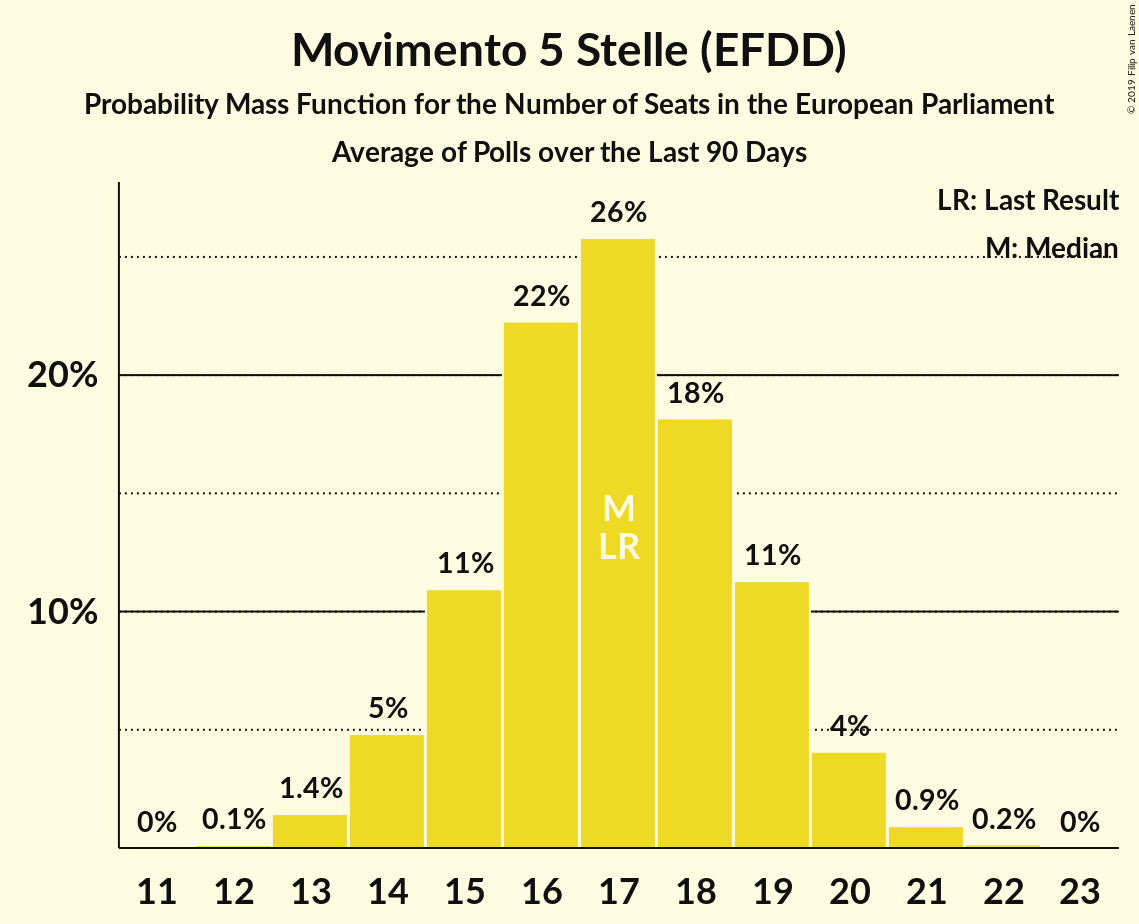 Movimento 5 Stelle (EFDD)
Probability Mass Function for the Number of Seats in the European Parliament
Average of Polls over the Last 90 Days
© 2019 Filip van Laenen
LR: Last Result
M: Median
26%
22%
20%
18%
M
LR
11%
11%
10%
5%
4%
1.4%
0.9%
0%
0.1%
0.2%
0%
11 12 13 14 15 16 17 18 19 20 21 22 23